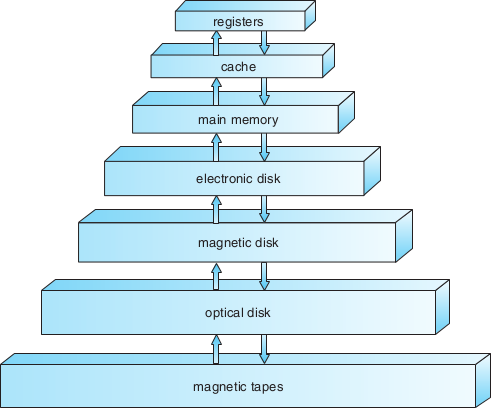 registers
cache
main memory
electronic disk
magnetic disk
optical disk
magnetic tapes